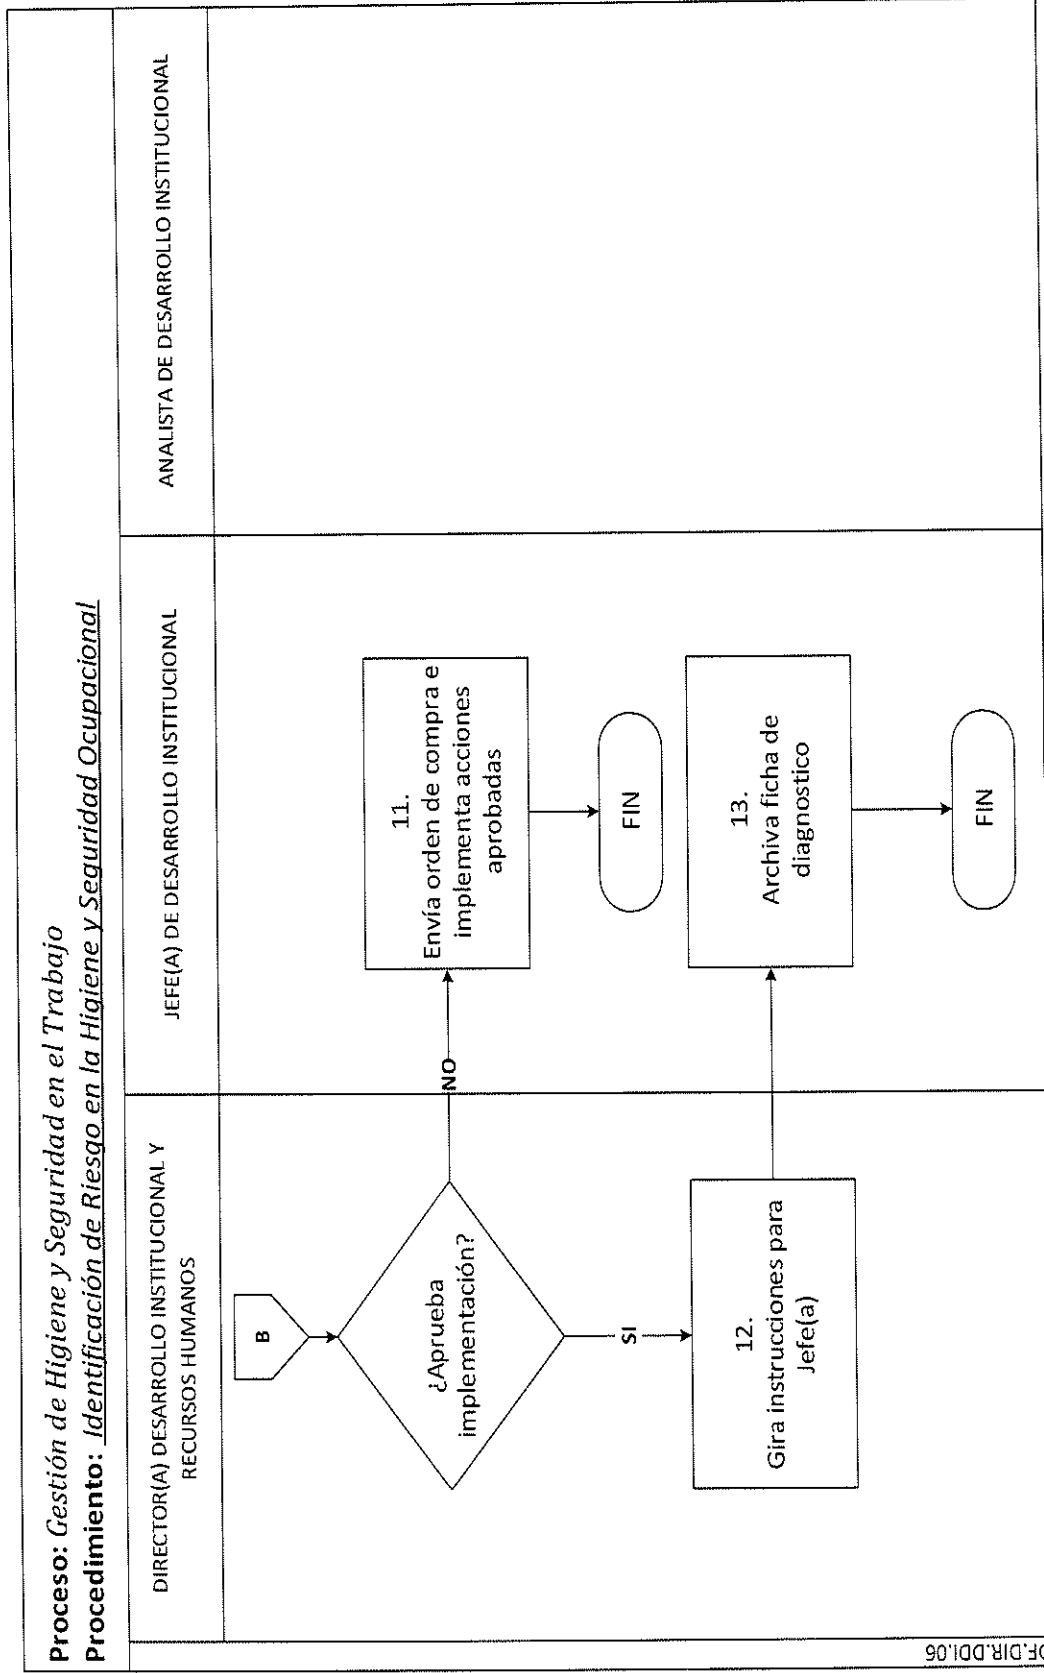 Proceso: Gestión de Higiene y Seguridad en el Trabajo
Procedimiento: Identificación de Riesgo en la Higiene y Seguridad Ocupacional
DIRECTOR(A) DESARROLLO INSTITUCIONAL Y
RECURSOS HUMANOS
JEFE(A) DE DESARROLLO INSTITUCIONAL
ANALISTA DE DESARROLLO INSTITUCIONAL
B
¿Aprueba
implementación?
NO
11.
Envía orden de compra e
implementa acciones
aprobadas
FIN
SI
12.
Gira instrucciones para
Jefe(a)
13.
Archiva ficha de
diagnostico
FIN
DF.DIR.DDI.06